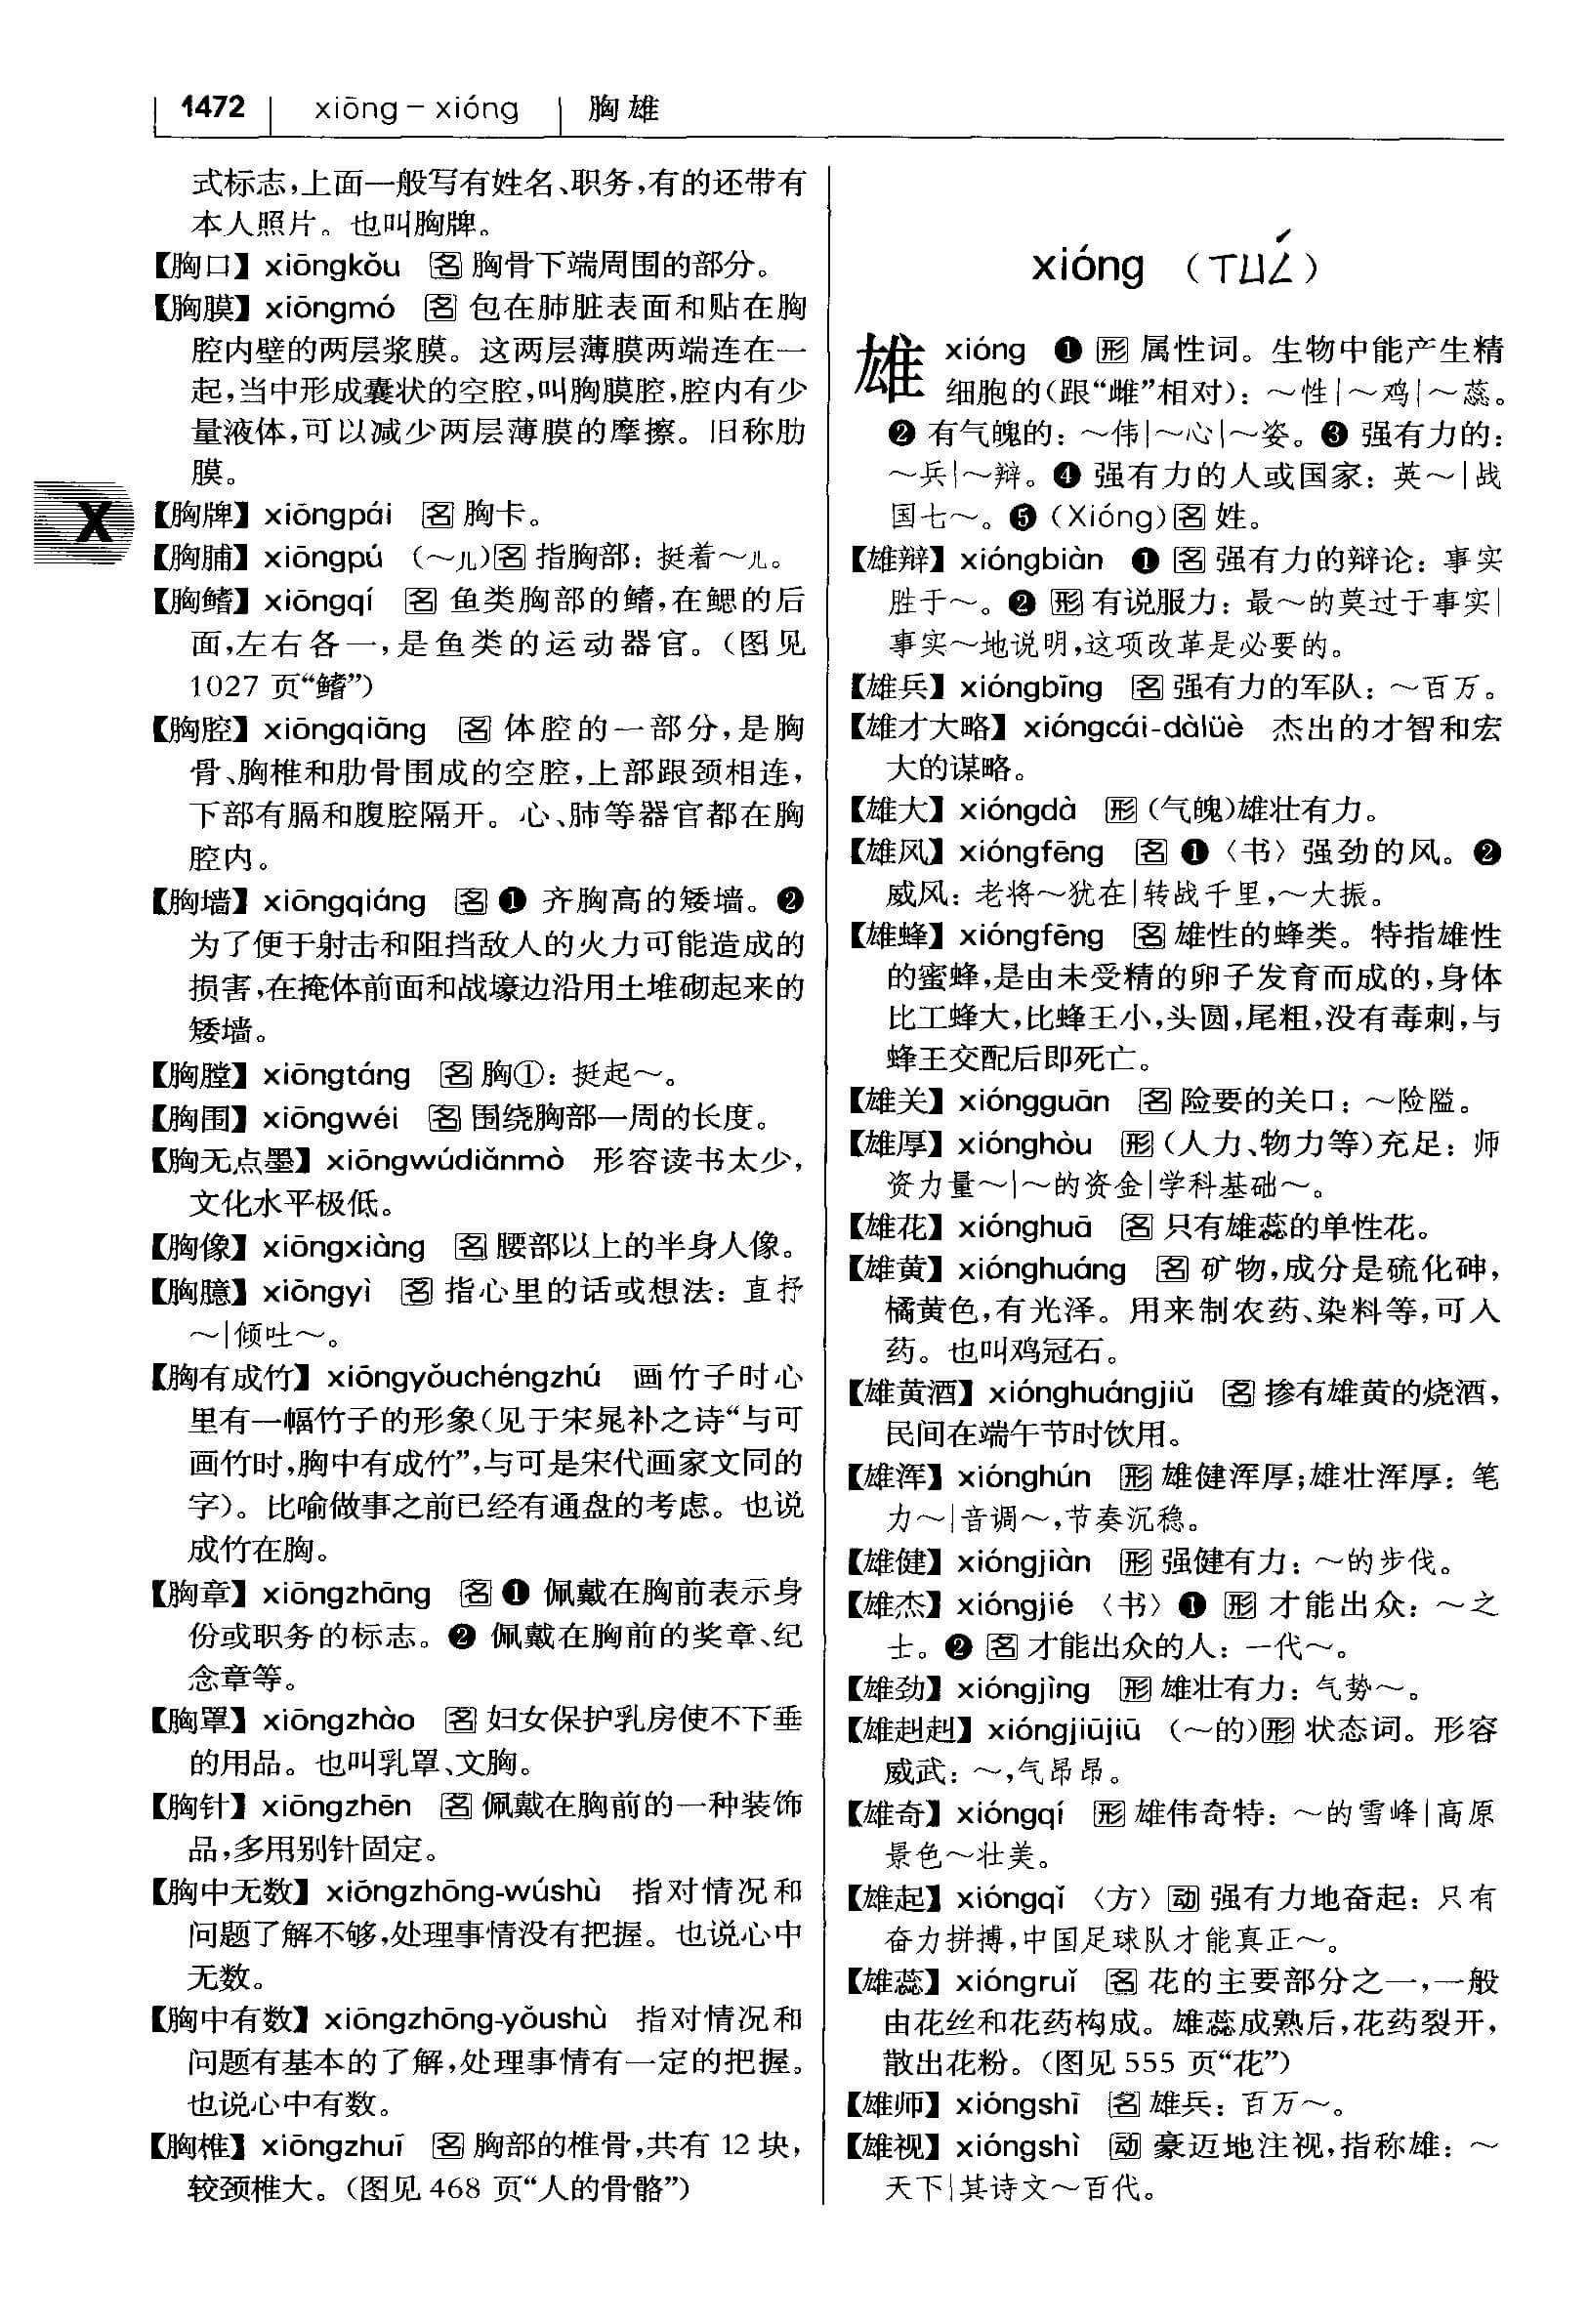 1472 xiōng－xióng 胸雄
式标志,上面一般写有姓名、职务,有的还带有
本人照片。也叫胸牌。
【胸口】xiōngkǒu 名 胸骨下端周围的部分。
【胸膜】xiōngmó 名 包在肺脏表面和贴在胸
腔内壁的两层浆膜。这两层薄膜两端连在一
起,当中形成囊状的空腔,叫胸膜腔,腔内有少
量液体,可以减少两层薄膜的摩擦。旧称肋
膜。
X
【胸牌】xiōngpái 名 胸卡。
【胸脯】xiōngpú （～儿)名 指胸部：挺着～儿。
【胸鳍】xiōngqí 名 鱼类胸部的鳍,在鳃的后
面,左右各一,是鱼类的运动器官。（图见
1027 页“鳍”）
【胸腔】xiōngqiāng 名 体腔的一部分,是胸
骨、胸椎和肋骨围成的空腔,上部跟颈相连,
下部有膈和腹腔隔开。心、肺等器官都在胸
腔内。
【胸墙】xiōngqiáng 名 ❶ 齐胸高的矮墙。❷
为了便于射击和阻挡敌人的火力可能造成的
损害,在掩体前面和战壕边沿用土堆砌起来的
矮墙。
【胸膛】xiōngtáng 名 胸①：挺起～。
【胸围】xiōngwéi 名 围绕胸部一周的长度。
【胸无点墨】xiōngwúdiǎnmò 形容读书太少,
文化水平极低。
【胸像】xiōngxiàng 名 腰部以上的半身人像。
【胸臆】xiōngyì 名 指心里的话或想法：直抒
～|倾吐～。
【胸有成竹】xiōngyǒuchéngzhú 画竹子时心
里有一幅竹子的形象(见于宋晁补之诗“与可
画竹时,胸中有成竹”,与可是宋代画家文同的
字)。比喻做事之前已经有通盘的考虑。也说
成竹在胸。
【胸章】xiōngzhāng 名 ❶ 佩戴在胸前表示身
份或职务的标志。❷ 佩戴在胸前的奖章、纪
念章等。
【胸罩】xiōngzhào 名 妇女保护乳房使不下垂
的用品。也叫乳罩、文胸。
【胸针】xiōngzhēn 名 佩戴在胸前的一种装饰
品,多用别针固定。
【胸中无数】xiōngzhōng-wúshù 指对情况和
问题了解不够,处理事情没有把握。也说心中
无数。
【胸中有数】xiōngzhōng-yǒushù 指对情况和
问题有基本的了解,处理事情有一定的把握。
也说心中有数。
【胸椎】xiōngzhuī 名 胸部的椎骨,共有 12 块,
较颈椎大。（图见 468 页“人的骨骼”）
xióng （ㄒㄩㄥˊ）
雄 xióng ❶ 形 属性词。生物中能产生精
细胞的(跟“雌”相对)：～性|～鸡|～蕊。
❷ 有气魄的：～伟|～心|～姿。❸ 强有力的：
～兵|～辩。❹ 强有力的人或国家：英～|战
国七～。❺ (Xióng)名 姓。
【雄辩】xióngbiàn ❶ 名 强有力的辩论：事实
胜于～。❷ 形 有说服力：最～的莫过于事实|
事实～地说明,这项改革是必要的。
【雄兵】xióngbīng 名 强有力的军队：～百万。
【雄才大略】xióngcái-dàlüè 杰出的才智和宏
大的谋略。
【雄大】xióngdà 形 (气魄)雄壮有力。
【雄风】xióngfēng 名 ❶〈书〉强劲的风。❷
威风：老将～犹在|转战千里,～大振。
【雄蜂】xióngfēng 名 雄性的蜂类。特指雄性
的蜜蜂,是由未受精的卵子发育而成的,身体
比工蜂大,比蜂王小,头圆,尾粗,没有毒刺,与
蜂王交配后即死亡。
【雄关】xióngguān 名 险要的关口：～险隘。
【雄厚】xiónghòu 形 (人力、物力等)充足：师
资力量～|～的资金|学科基础～。
【雄花】xiónghuā 名 只有雄蕊的单性花。
【雄黄】xiónghuáng 名 矿物,成分是硫化砷,
橘黄色,有光泽。用来制农药、染料等,可入
药。也叫鸡冠石。
【雄黄酒】xiónghuángjiǔ 名 掺有雄黄的烧酒,
民间在端午节时饮用。
【雄浑】xiónghún 形 雄健浑厚;雄壮浑厚：笔
力～|音调～,节奏沉稳。
【雄健】xióngjiàn 形 强健有力：～的步伐。
【雄杰】xióngjié 〈书〉❶ 形 才能出众：～之
士。❷ 名 才能出众的人：一代～。
【雄劲】xióngjìng 形 雄壮有力：气势～。
【雄赳赳】xióngjiūjiū （～的)形 状态词。形容
威武：～,气昂昂。
【雄奇】xióngqí 形 雄伟奇特：～的雪峰|高原
景色～壮美。
【雄起】xióngqǐ 〈方〉动 强有力地奋起：只有
奋力拼搏,中国足球队才能真正～。
【雄蕊】xióngruǐ 名 花的主要部分之一,一般
由花丝和花药构成。雄蕊成熟后,花药裂开,
散出花粉。（图见 555 页“花”）
【雄师】xióngshī 名 雄兵：百万～。
【雄视】xióngshì 动 豪迈地注视,指称雄：～
天下|其诗文～百代。